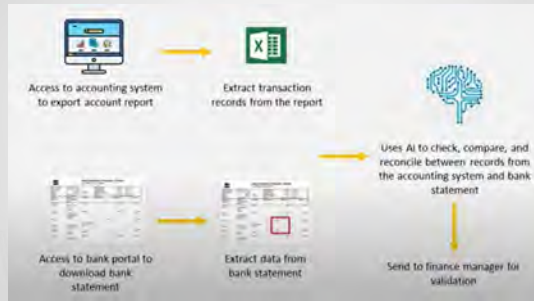 Access to accounting system
to export account report
Extract transaction
records from the report
Uses AI to check, compare, and
reconcile between records from
the accounting system and bank
statement
Access to bank portal to
download bank
statement
Extract data from
bank statement
Send to finance manager for
validation